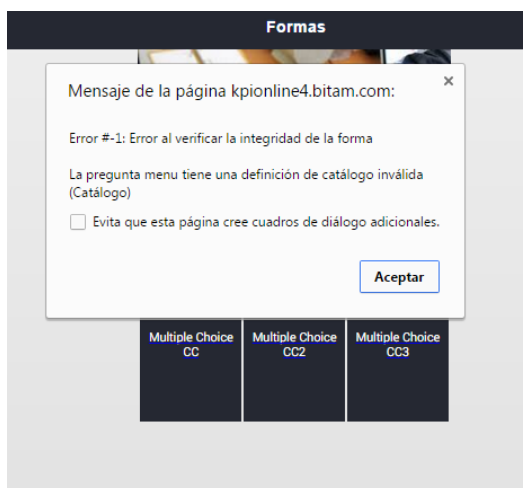 Formas
Mensaje de la página kpionline4.bitam.com:
×
Error #-1: Error al verificar la integridad de la forma
La pregunta menu tiene una definición de catálogo inválida
(Catálogo)
Evita que esta página cree cuadros de diálogo adicionales.
Aceptar
Multiple Choice
CC
Multiple Choice
CC2
Multiple Choice
CC3